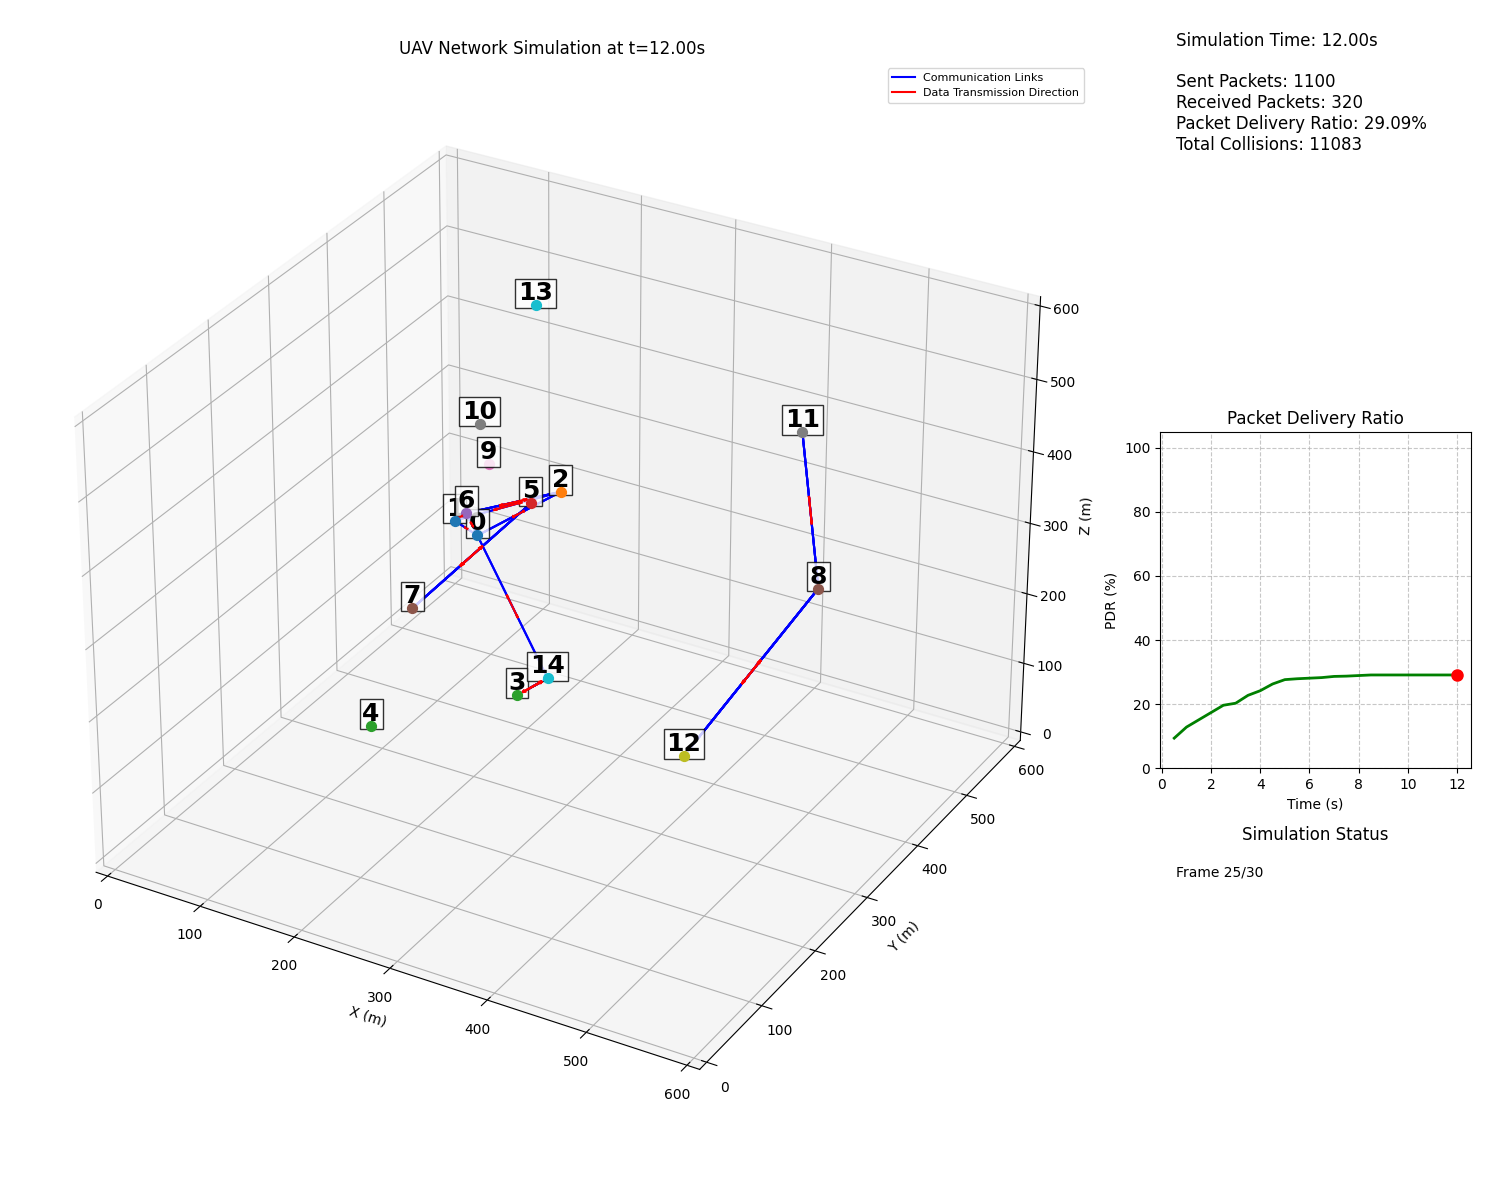 UAV Network Simulation at t=12.00s
Communication Links
Data Transmission Direction
Simulation Time: 12.00s
Sent Packets: 1100
Received Packets: 320
Packet Delivery Ratio: 29.09%
Total Collisions: 11083
13
10
11
9
2
5
6
1
0
8
7
14
3
4
12
600
500
400
300
200
100
0
Z (m)
0
100
200
300
400
500
600
X (m)
0
100
200
300
400
500
600
Y (m)
Packet Delivery Ratio
100
80
60
40
20
0
PDR (%)
0 2 4 6 8 10 12
Time (s)
Simulation Status
Frame 25/30